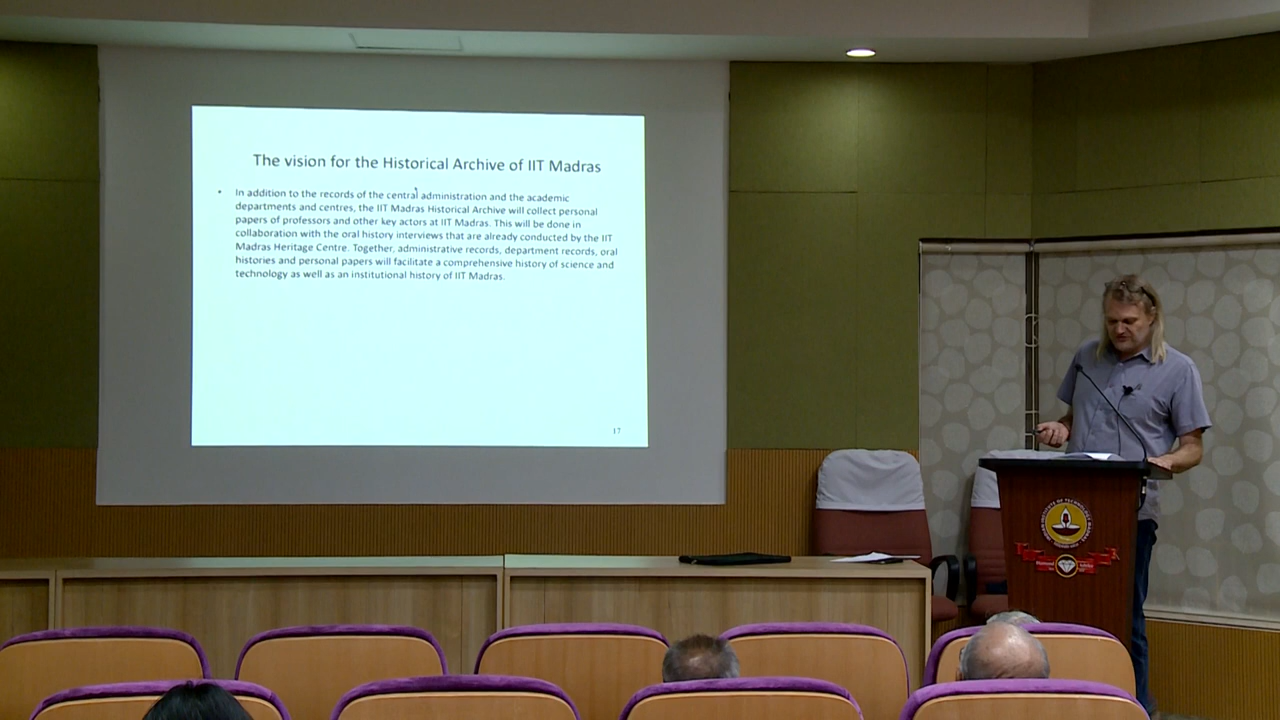 The vision for the Historical Archive of IIT Madras
• In addition to the records of the central administration and the academic
departments and centres, the IIT Madras Historical Archive will collect personal
papers of professors and other key actors at IIT Madras. This will be done in
collaboration with the oral history interviews that are already conducted by the IIT
Madras Heritage Centre. Together, administrative records, department records, oral
histories and personal papers will facilitate a comprehensive history of science and
technology as well as an institutional history of IIT Madras.
17